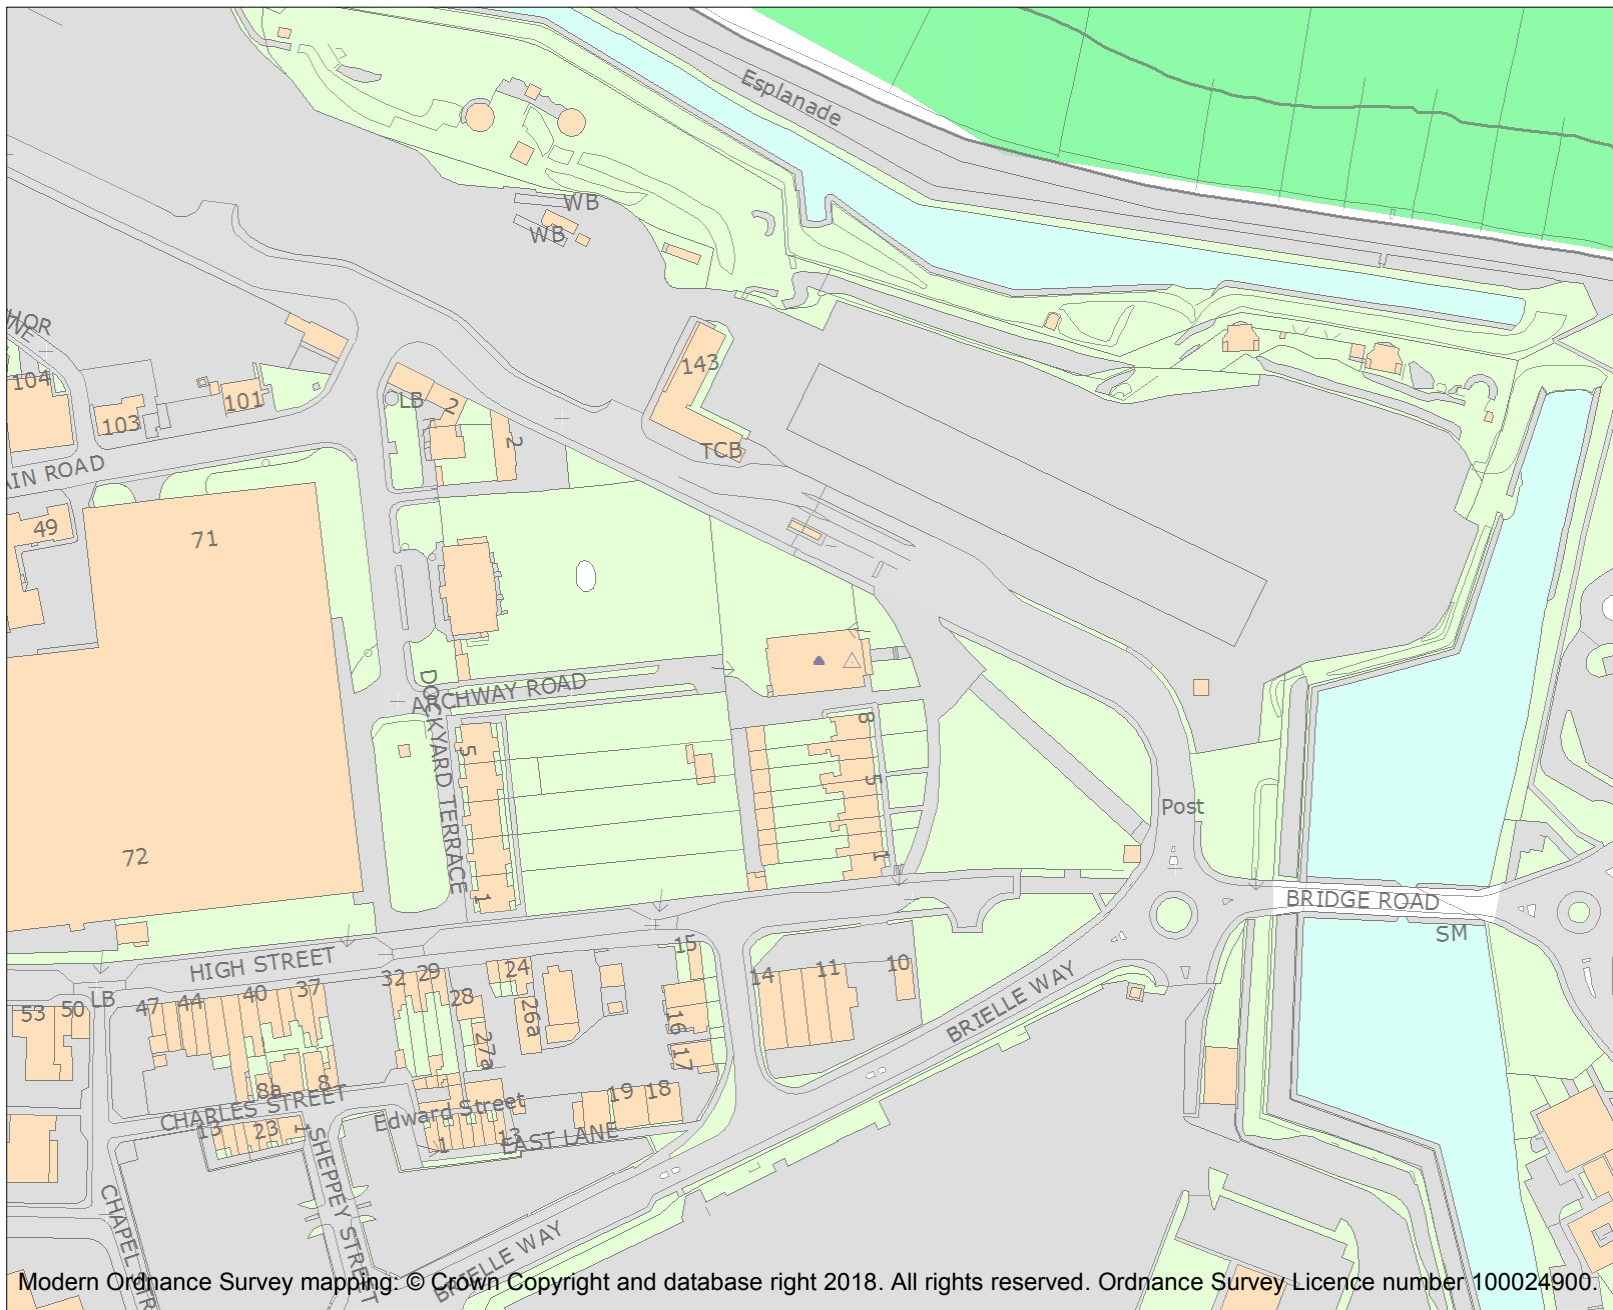 Esplanade
WB
WB
HOR
NE
143
104
103
101
LB
2
2
TCB
AIN ROAD
49
71
DOCKYARD TERRACE
ARCHWAY ROAD
8
5
5
Post
72
1
1
BRIDGE ROAD
SM
HIGH STREET
15
32
29
24
14
11
10
40
37
28
53
50
LB
47
44
26a
16
BRIELLE WAY
27a
17
8a
8
19
18
CHARLES STREET
Edward Street
13
23
1
1
13
EAST LANE
SHEPPEY STREET
CHAPEL STR
BRIELLE WAY
Modern Ordnance Survey mapping: © Crown Copyright and database right 2018. All rights reserved. Ordnance Survey Licence number 100024900.